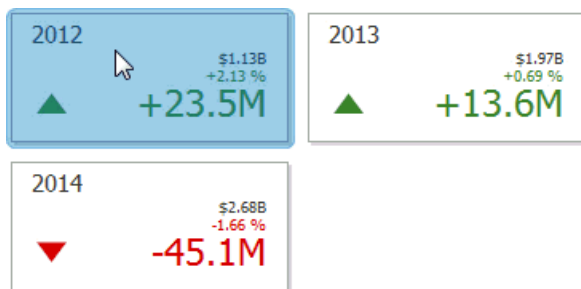 2012
$1.13B
+2.13 %
+23.5M
2013
$1.97B
+0.69 %
+13.6M
2014
$2.68B
-1.66 %
-45.1M